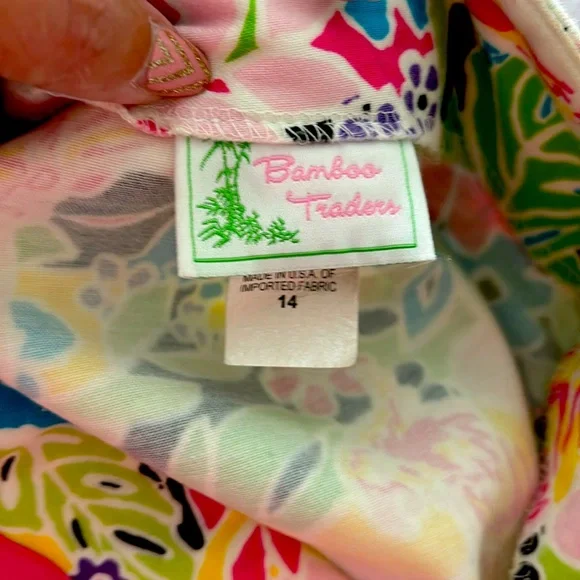 Bamboo
Traders
MADE IN U.S.A. OF
IMPORTED FABRIC
14